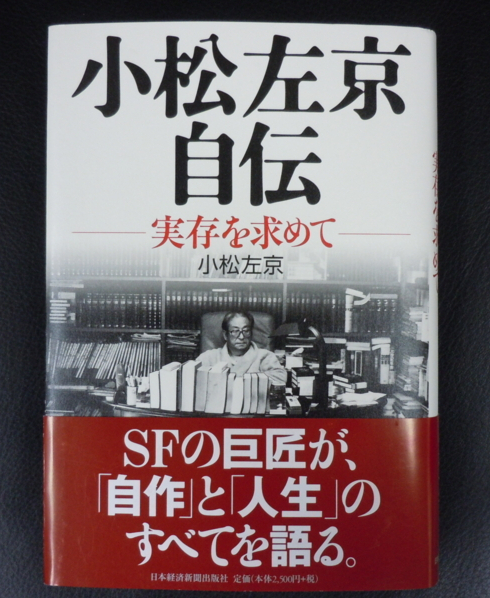 小松左京
自伝
実存を求めて
小松左京
SFの巨匠が、
「自作」と「人生」の
すべてを語る。
日本経済新聞出版社 定価(本体2,500円+税)